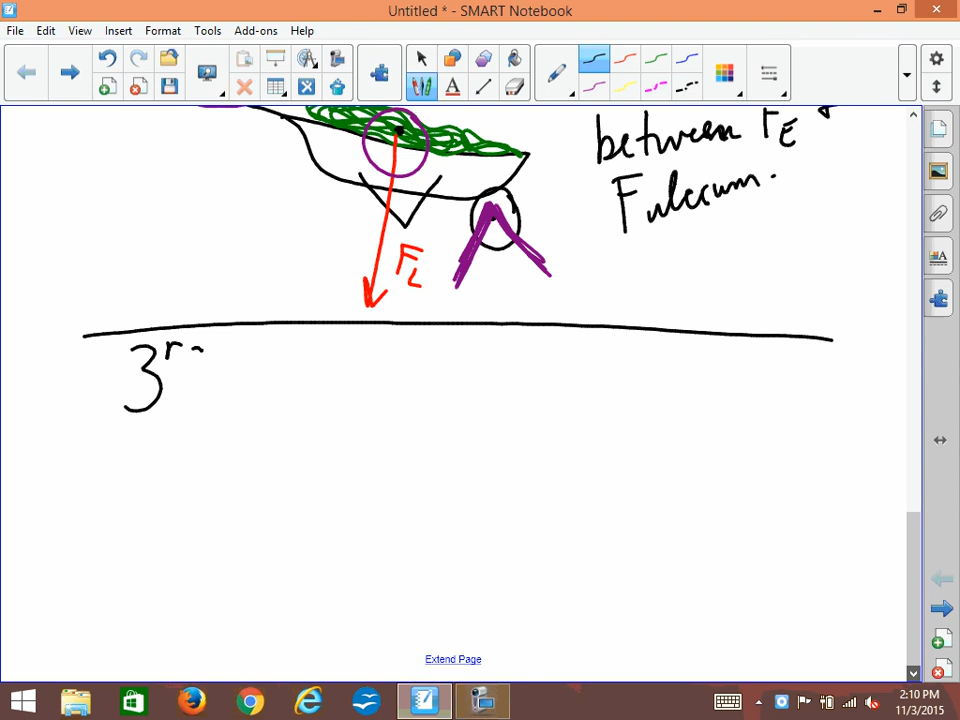 Untitled * - SMART Notebook
File Edit View Insert Format Tools Add-ons Help
between FE
Fulcrum.
FL
3r
Extend Page
2:10 PM
11/3/2015